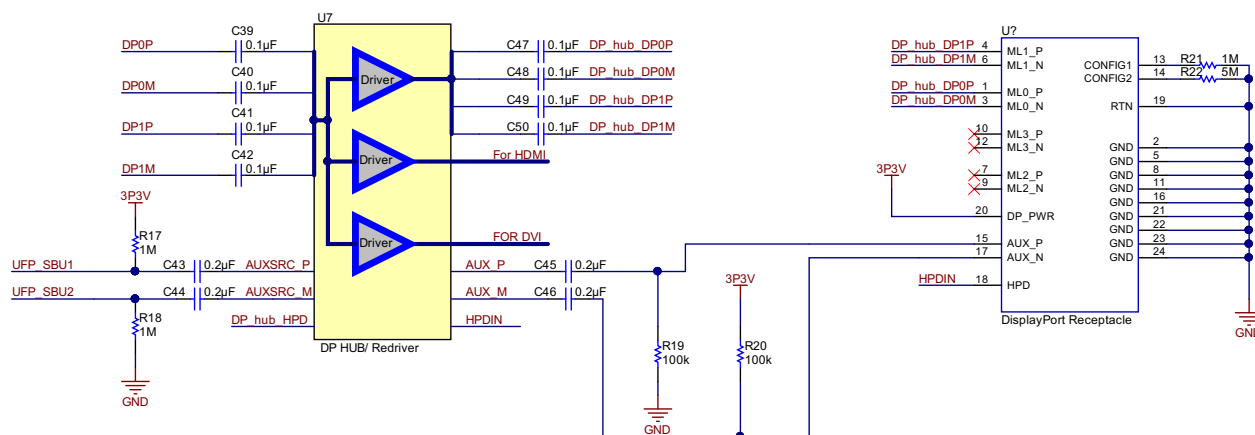 U7
C39
DP0P
0.1µF
C40
DP0M
0.1µF
C41
DP1P
0.1µF
C42
DP1M
0.1µF
Driver
Driver
C47
0.1µF
DP_hub_DP0P
C48
0.1µF
DP_hub_DP0M
C49
0.1µF
DP_hub_DP1P
C50
0.1µF
DP_hub_DP1M
For HDMI
FOR DVI
3P3V
R17
1M
UFP_SBU1
C43
0.2µF
AUXSRC_P
UFP_SBU2
C44
0.2µF
AUXSRC_M
R18
1M
GND
DP_hub_HPD
AUX_P
C45
0.2µF
AUX_M
C46
0.2µF
HPDIN
DP HUB/ Redriver
R19
100k
GND
3P3V
R20
100k
3P3V
U?
DP_hub_DP1P
4
ML1_P
DP_hub_DP1M
6
ML1_N
DP_hub_DP0P
1
ML0_P
DP_hub_DP0M
3
ML0_N
10
ML3_P
12
ML3_N
7
ML2_P
9
ML2_N
20
DP_PWR
15
AUX_P
17
AUX_N
HPDIN
18
HPD
CONFIG1
13
R21
1M
CONFIG2
14
R22
5M
RTN
19
GND
2
GND
5
GND
8
GND
11
GND
16
GND
21
GND
22
GND
23
GND
24
DisplayPort Receptacle
GND